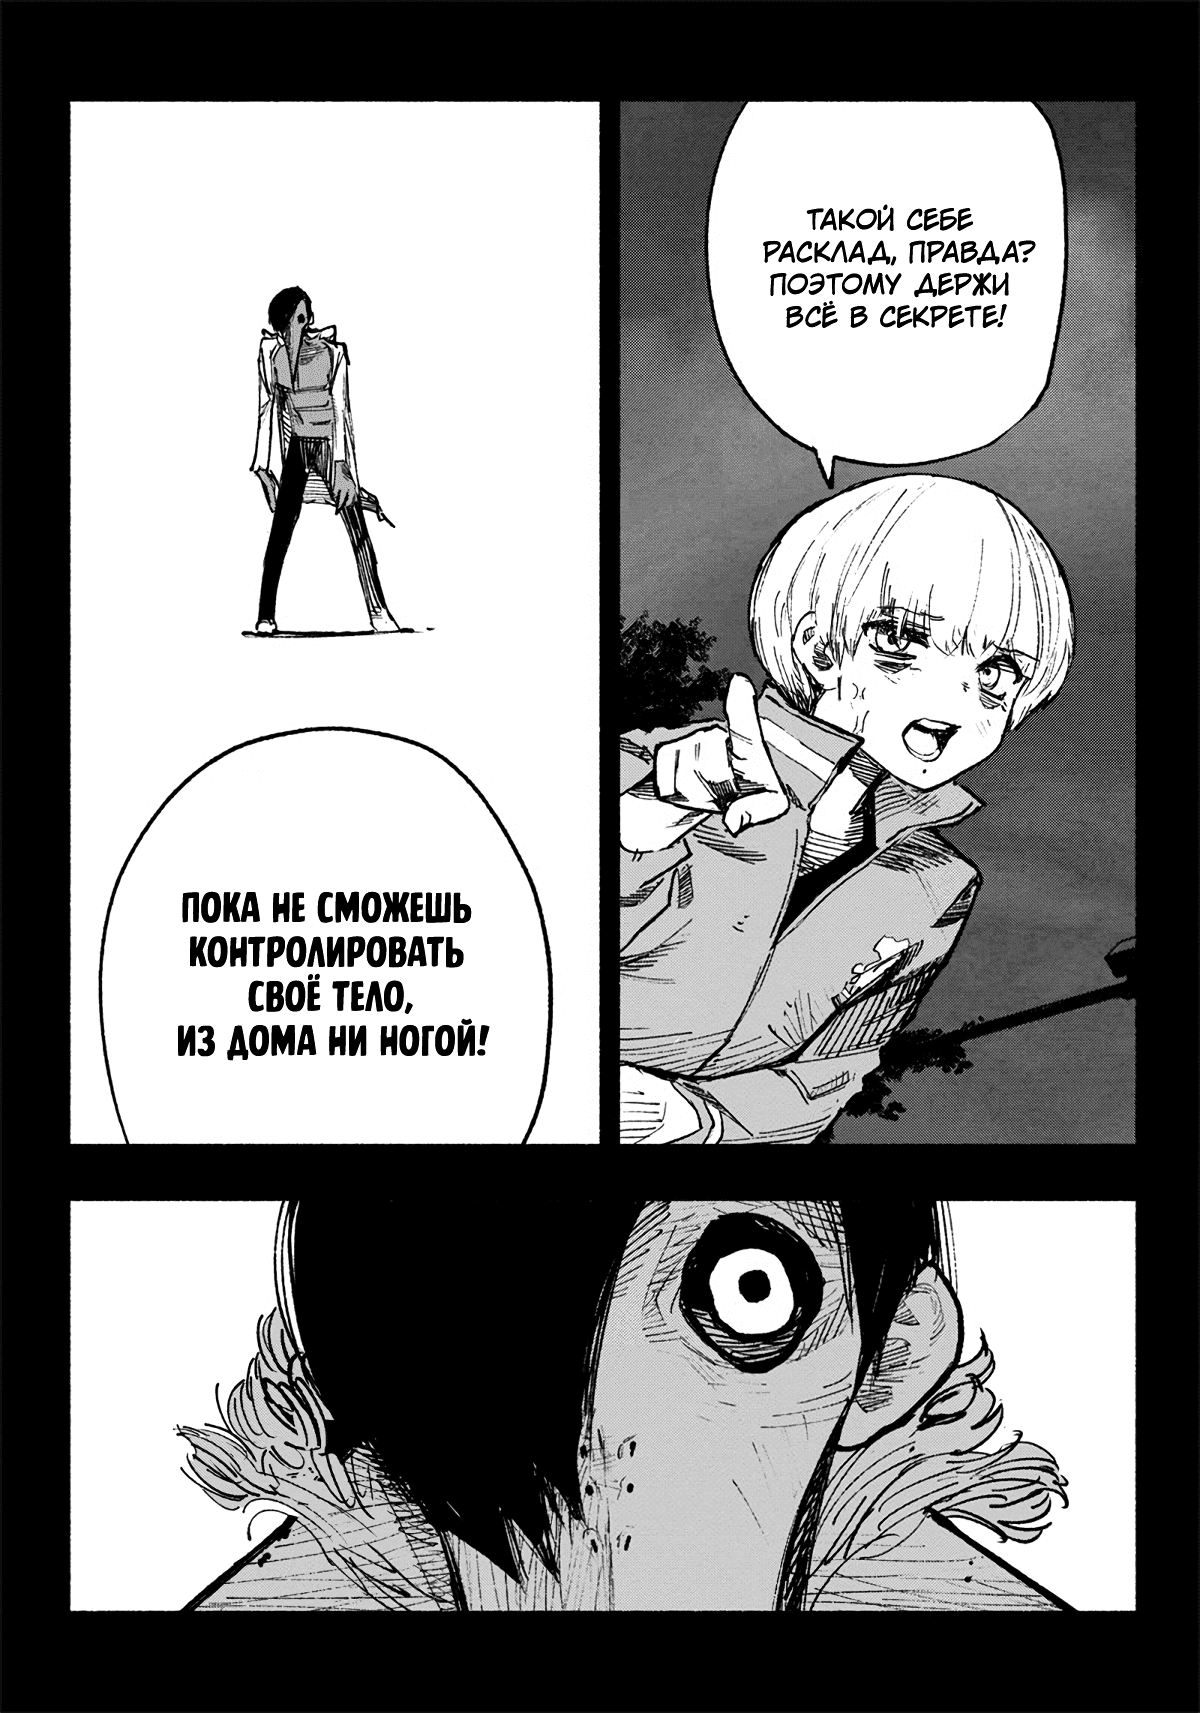 ТАКОЙ СЕБЕ
РАСКЛАД, ПРАВДА?
ПОЭТОМУ ДЕРЖИ
ВСЁ В СЕКРЕТЕ!
ПОКА НЕ СМОЖЕШЬ
КОНТРОЛИРОВАТЬ
СВОЁ ТЕЛО,
ИЗ ДОМА НИ НОГОЙ!